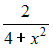 2/(4 + x²)